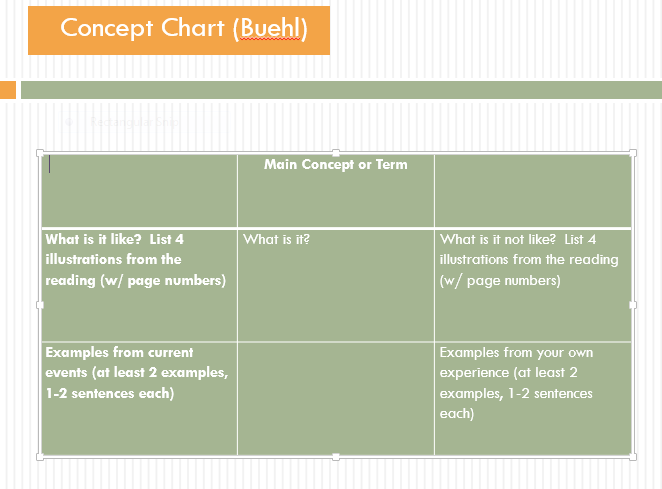 Concept Chart (Buehl)
Main Concept or Term
What is it like?  List 4
illustrations from the
reading (w/ page numbers)
What is it?
What is it not like?  List 4
illustrations from the reading
(w/ page numbers)
Examples from current
events (at least 2 examples,
1-2 sentences each)
Examples from your own
experience (at least 2
examples, 1-2 sentences
each)